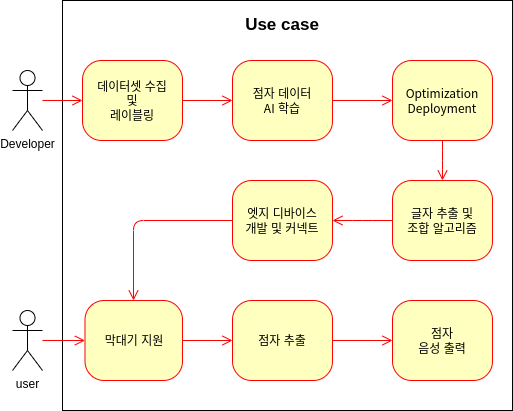 Use case
데이터셋 수집
및
레이블링
점자 데이터
AI 학습
Optimization
Deployment
Developer
엣지 디바이스
개발 및 커넥트
글자 추출 및
조합 알고리즘
막대기 지원
점자 추출
점자
음성 출력
user